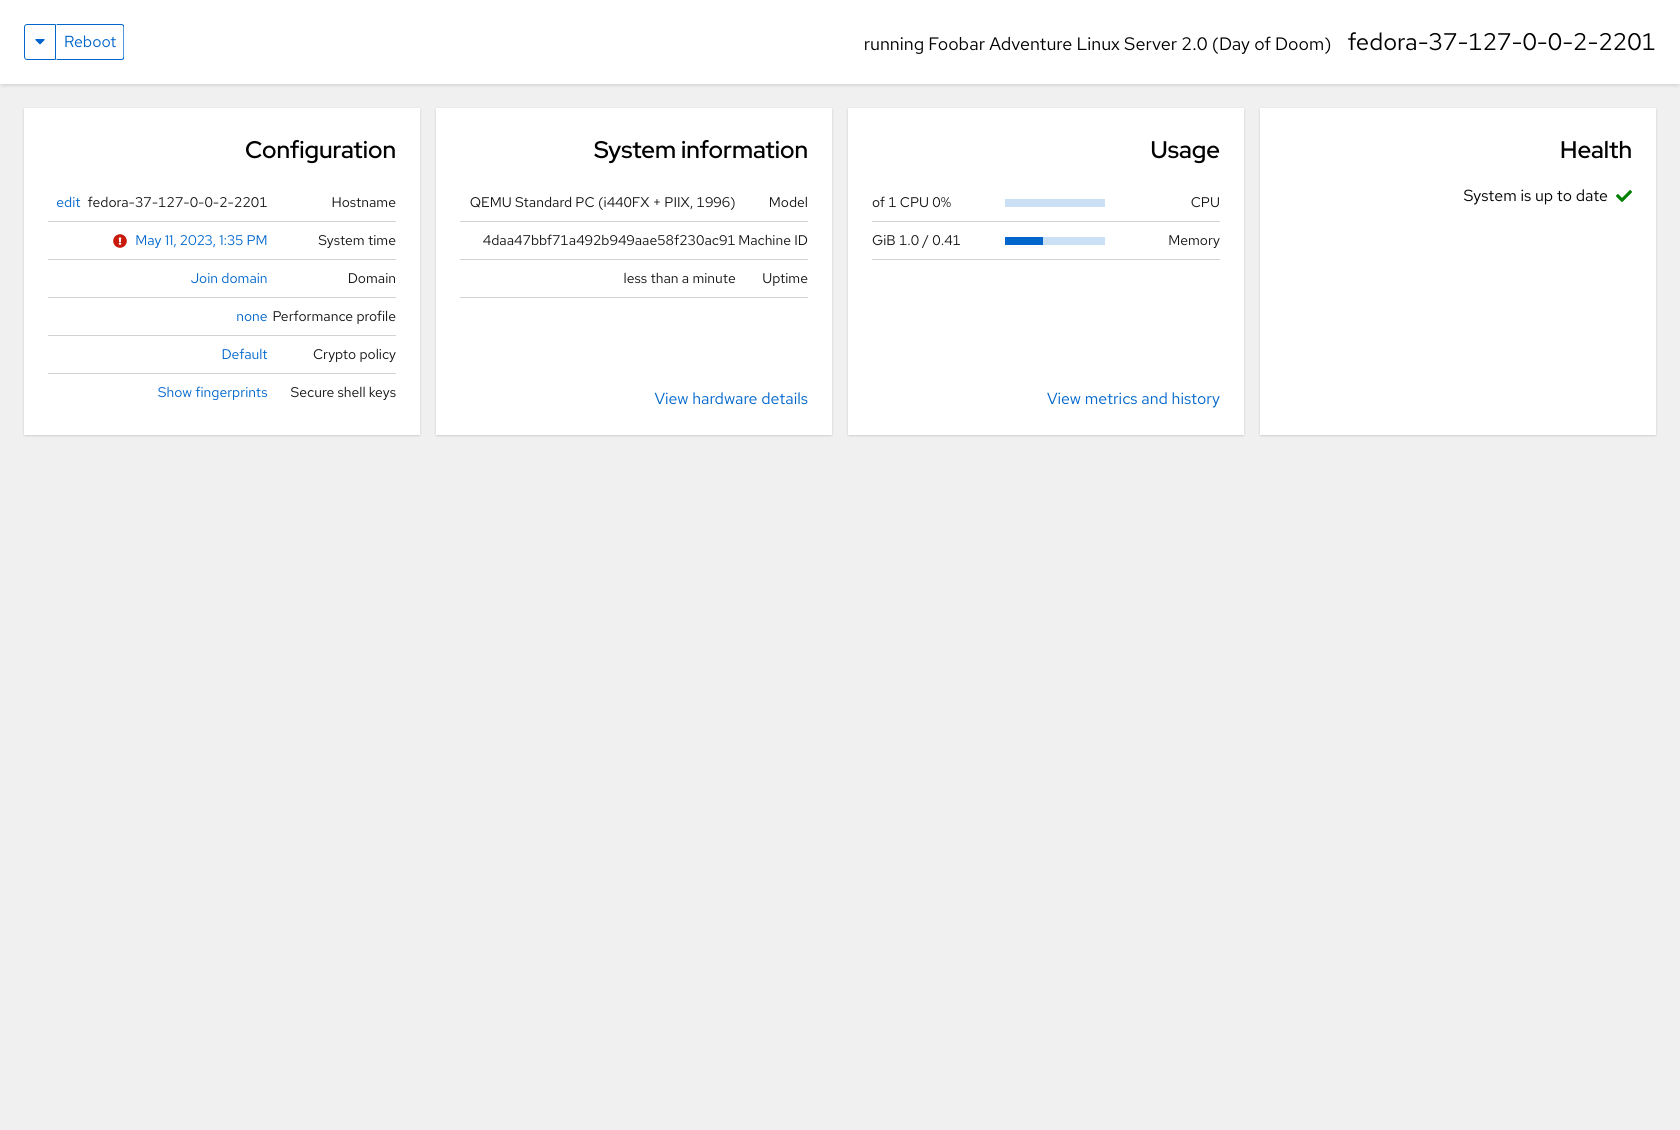 fedora-37-127-0-0-2-2201
running Foobar Adventure Linux Server 2.0 (Day of Doom)
Reboot
Configuration
Hostname fedora-37-127-0-0-2-2201 edit
System time May 11, 2023, 1:35 PM
Domain Join domain
Performance profile none
Crypto policy Default
Secure shell keys Show fingerprints
System information
Model QEMU Standard PC (i440FX + PIIX, 1996)
Machine ID 4daa47bbf71a492b949aae58f230ac91
Uptime less than a minute
View hardware details
Usage
CPU of 1 CPU 0%
Memory GiB 1.0 / 0.41
View metrics and history
Health
System is up to date